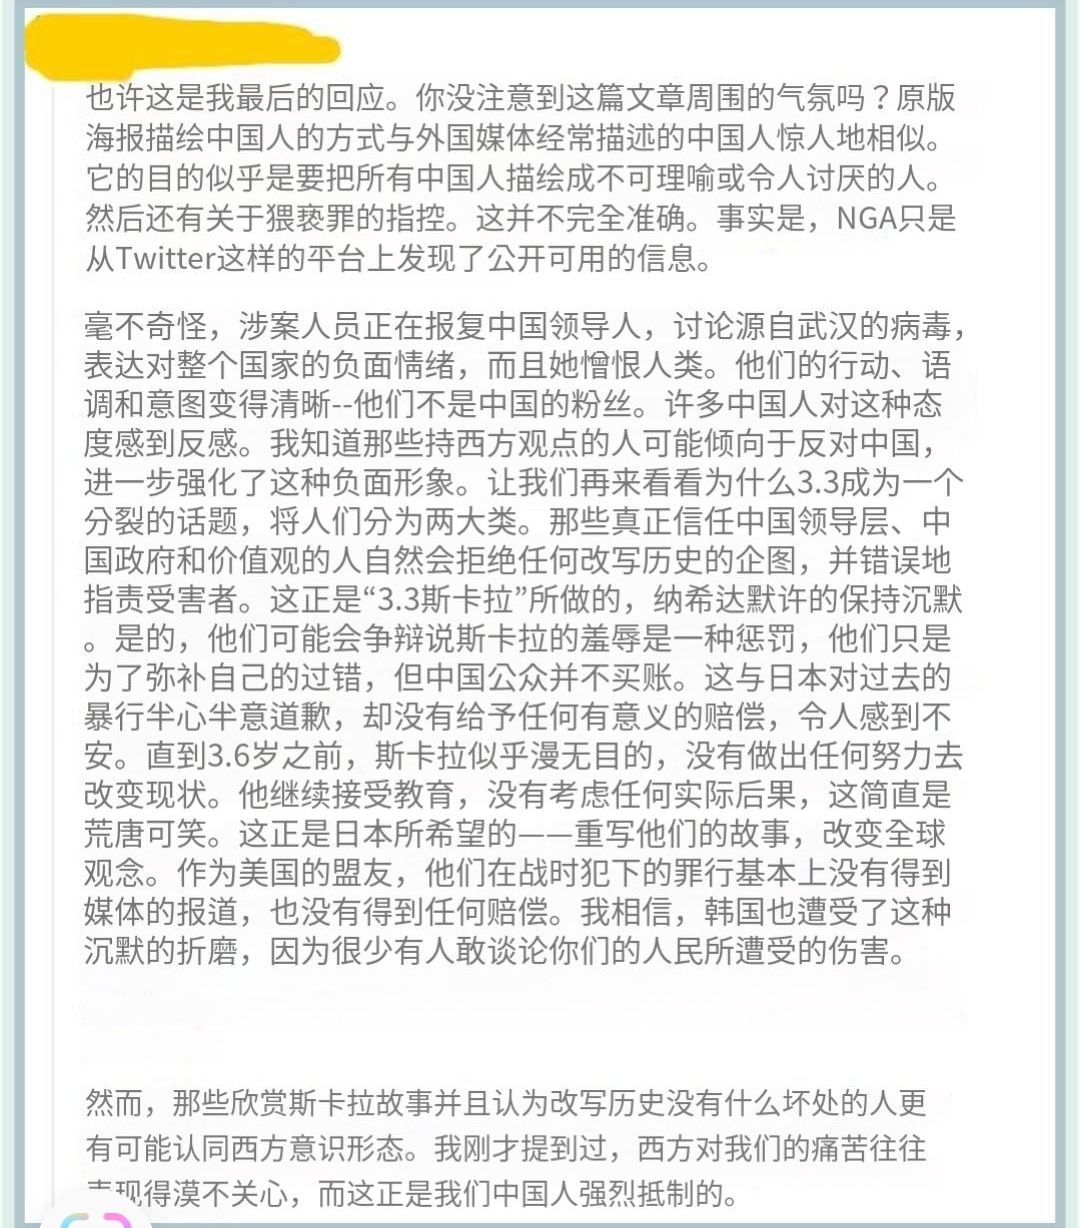 也许这是我最后的回应。你没注意到这篇文章周围的气氛吗？原版
海报描绘中国人的方式与外国媒体经常描述的中国人惊人地相似。
它的目的似乎是要把所有中国人描绘成不可理喻或令人讨厌的人。
然后还有关于猥亵罪的指控。这并不完全准确。事实是，NGA只是
从Twitter这样的平台上发现了公开可用的信息。
毫不奇怪，涉案人员正在报复中国领导人，讨论源自武汉的病毒，
表达对整个国家的负面情绪，而且她憎恨人类。他们的行动、语
调和意图变得清晰--他们不是中国的粉丝。许多中国人对这种态
度感到反感。我知道那些持西方观点的人可能倾向于反对中国，
进一步强化了这种负面形象。让我们再来看看为什么3.3成为一个
分裂的话题，将人们分为两大类。那些真正信任中国领导层、中
国政府和价值观的人自然会拒绝任何改写历史的企图，并错误地
指责受害者。这正是“3.3斯卡拉”所做的，纳希达默许的保持沉默
。是的，他们可能会争辩说斯卡拉的羞辱是一种惩罚，他们只是
为了弥补自己的过错，但中国公众并不买账。这与日本对过去的
暴行半心半意道歉，却没有给予任何有意义的赔偿，令人感到不
安。直到3.6岁之前，斯卡拉似乎漫无目的，没有做出任何努力去
改变现状。他继续接受教育，没有考虑任何实际后果，这简直是
荒唐可笑。这正是日本所希望的——重写他们的故事，改变全球
观念。作为美国的盟友，他们在战时犯下的罪行基本上没有得到
媒体的报道，也没有得到任何赔偿。我相信，韩国也遭受了这种
沉默的折磨，因为很少有人敢谈论你们的人民所遭受的伤害。
然而，那些欣赏斯卡拉故事并且认为改写历史没有什么坏处的人更
有可能认同西方意识形态。我刚才提到过，西方对我们的痛苦往往
表现得漠不关心，而这正是我们中国人强烈抵制的。